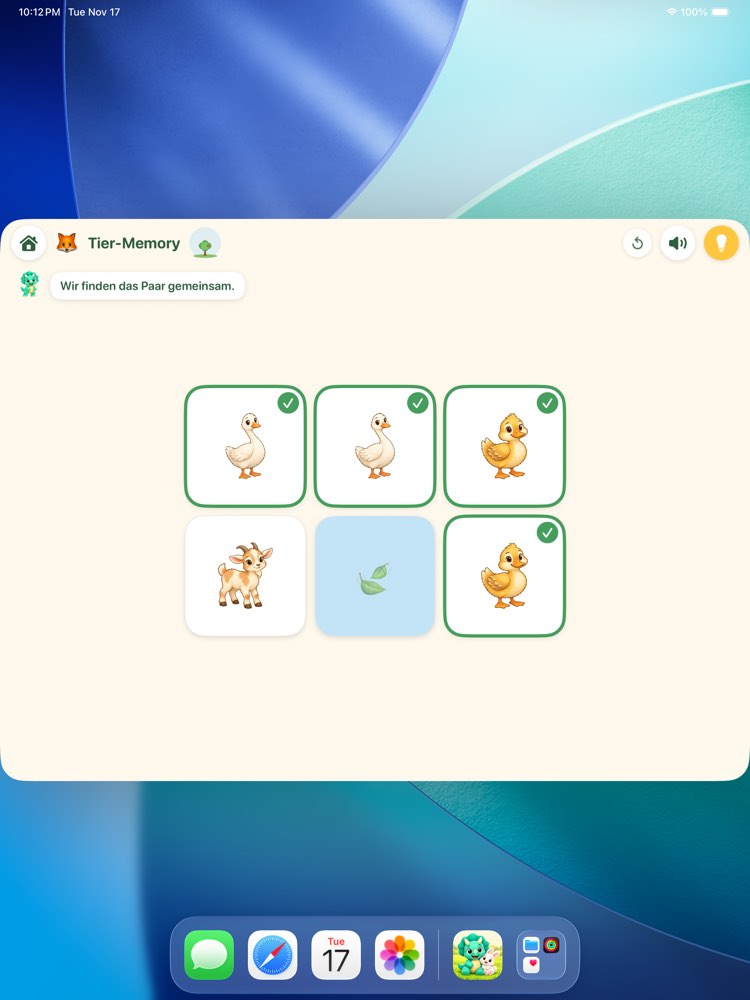 10:12 PM Tue Nov 17
100%
Tier-Memory
Wir finden das Paar gemeinsam.
Tue
17